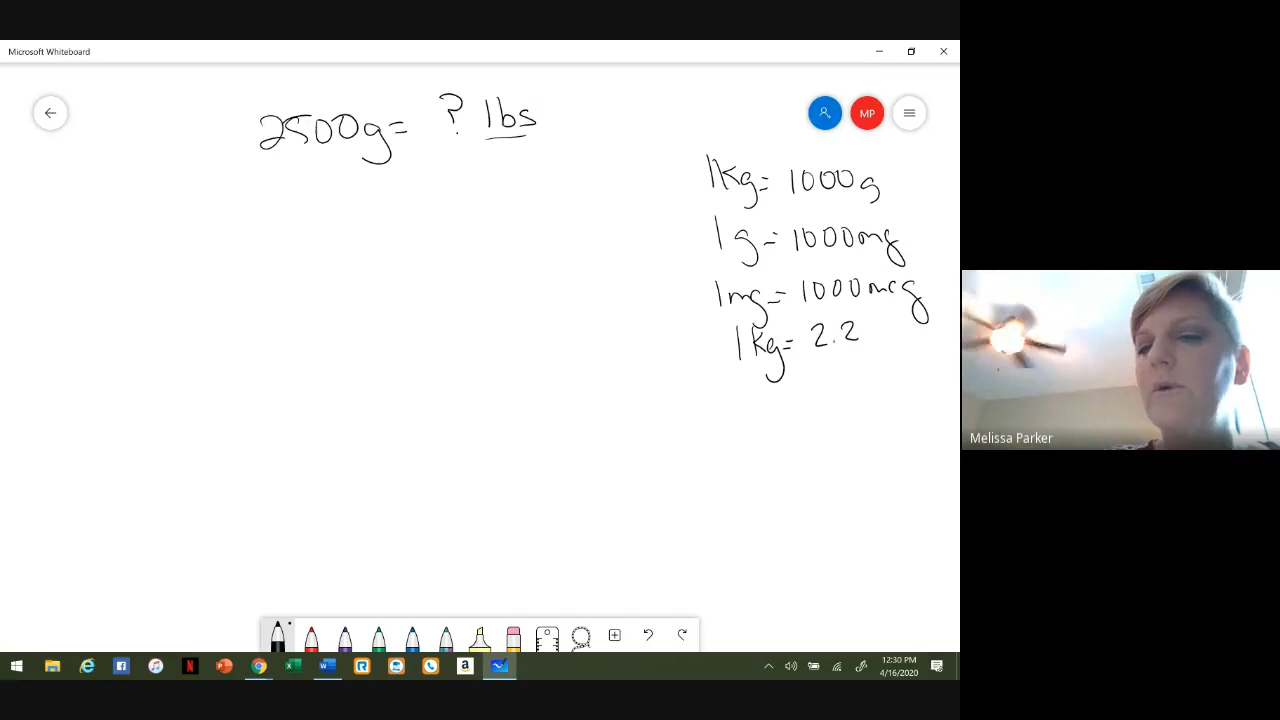 Microsoft Whiteboard
2500g= ? lbs
MP
1Kg= 1000g
1g= 1000mg
1mg= 1000mcg
1Kg= 2.2
Melissa Parker
12:30 PM
4/16/2020